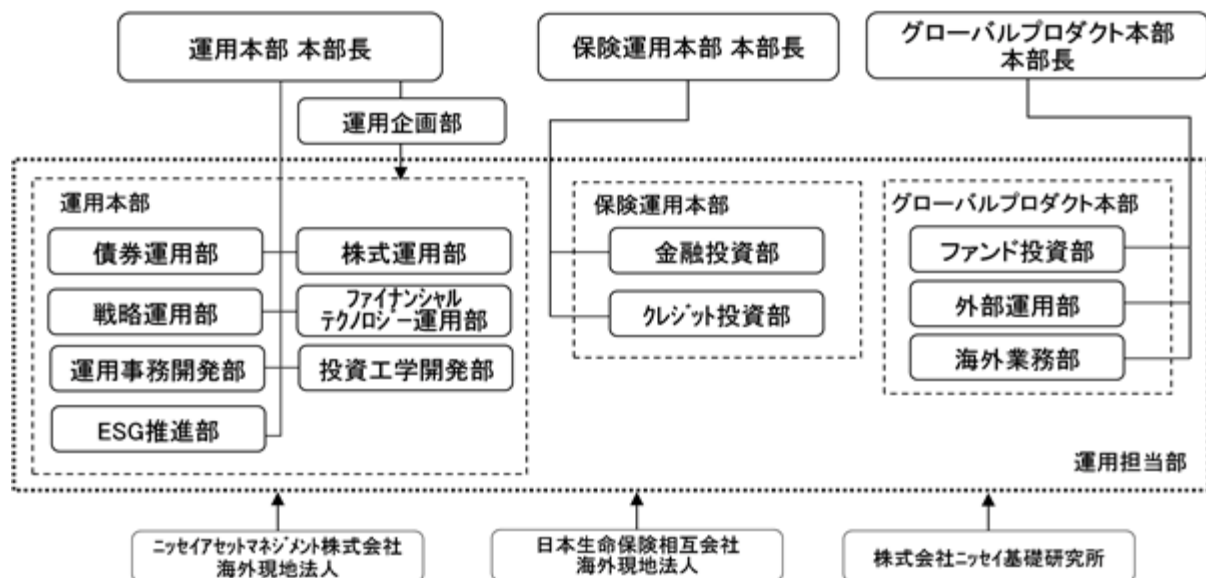 運用本部 本部長
保険運用本部 本部長
グローバルプロダクト本部
本部長
運用企画部
運用本部
債券運用部
株式運用部
戦略運用部
ファイナンシャル
テクノロジー運用部
運用事務開発部
投資工学開発部
ESG推進部
保険運用本部
金融投資部
クレジット投資部
グローバルプロダクト本部
ファンド投資部
外部運用部
海外業務部
運用担当部
ニッセイアセットマネジメント株式会社
海外現地法人
日本生命保険相互会社
海外現地法人
株式会社ニッセイ基礎研究所